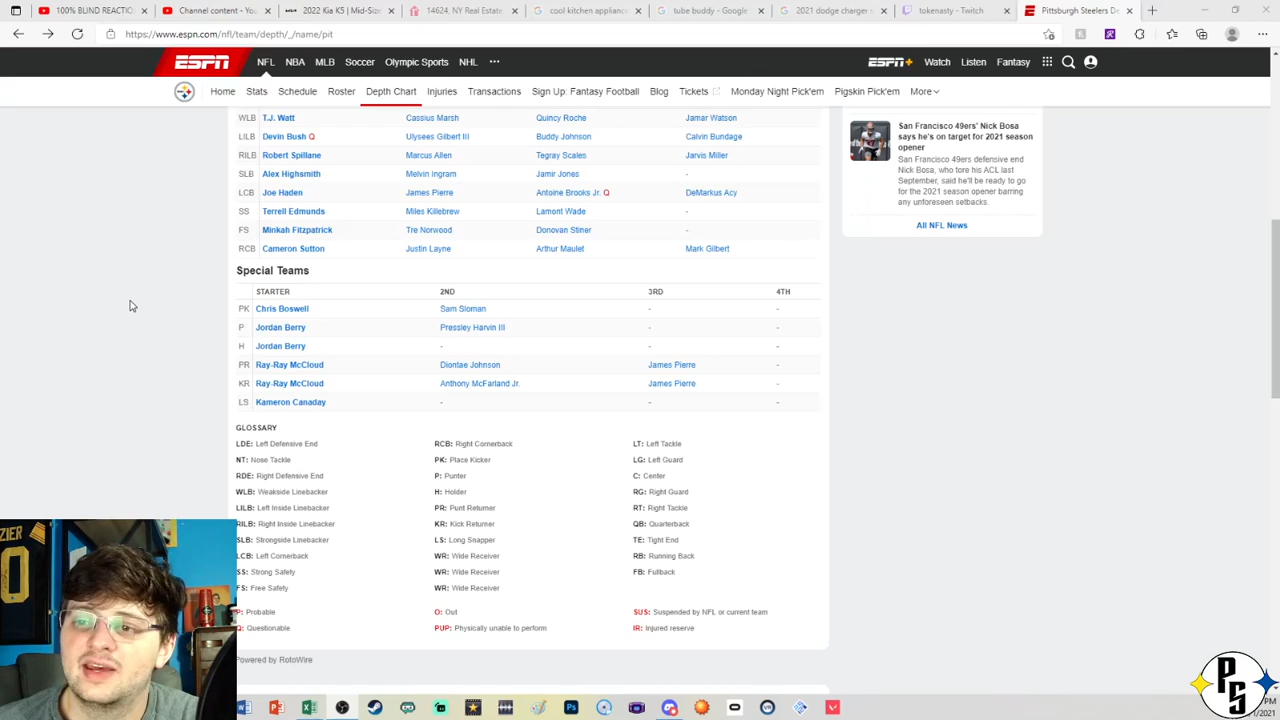 100% BLIND REACTIO
Channel content - Yo
2022 Kia K5 | Mid-Siz
14624, NY Real Estate
cool kitchen applianc
tube buddy - Google
2021 dodge charger s
tokenasty - Twitch
Pittsburgh Steelers De
https://www.espn.com/nfl/team/depth/_/name/pit
ESPN NFL NBA MLB Soccer Olympic Sports NHL ••• ESPN+ Watch Listen Fantasy
Home Stats Schedule Roster Depth Chart Injuries Transactions Sign Up: Fantasy Football Blog Tickets Monday Night Pick'em Pigskin Pick'em More
WLB T.J. Watt Cassius Marsh Quincy Roche Jamar Watson
LILB Devin Bush Q Ulysees Gilbert III Buddy Johnson Calvin Bundage
RILB Robert Spillane Marcus Allen Tegray Scales Jarvis Miller
SLB Alex Highsmith Melvin Ingram Jamir Jones -
LCB Joe Haden James Pierre Antoine Brooks Jr. Q DeMarkus Acy
SS Terrell Edmunds Miles Killebrew Lamont Wade -
FS Minkah Fitzpatrick Tre Norwood Donovan Stiner -
RCB Cameron Sutton Justin Layne Arthur Maulet Mark Gilbert
San Francisco 49ers' Nick Bosa
says he's on target for 2021 season
opener
San Francisco 49ers defensive end
Nick Bosa, who tore his ACL last
September, said he'll be ready to go
for the 2021 season opener barring
any unforeseen setbacks.
All NFL News
Special Teams
STARTER 2ND 3RD 4TH
PK Chris Boswell Sam Sloman - -
P Jordan Berry Pressley Harvin III - -
H Jordan Berry - - -
PR Ray-Ray McCloud Diontae Johnson James Pierre -
KR Ray-Ray McCloud Anthony McFarland Jr. James Pierre -
LS Kameron Canaday - - -
GLOSSARY
LDE: Left Defensive End RCB: Right Cornerback LT: Left Tackle
NT: Nose Tackle PK: Place Kicker LG: Left Guard
RDE: Right Defensive End P: Punter C: Center
WLB: Weakside Linebacker H: Holder RG: Right Guard
LILB: Left Inside Linebacker PR: Punt Returner RT: Right Tackle
RILB: Right Inside Linebacker KR: Kick Returner QB: Quarterback
SLB: Strongside Linebacker LS: Long Snapper TE: Tight End
LCB: Left Cornerback WR: Wide Receiver RB: Running Back
SS: Strong Safety WR: Wide Receiver FB: Fullback
FS: Free Safety WR: Wide Receiver
P: Probable O: Out SUS: Suspended by NFL or current team
Q: Questionable PUP: Physically unable to perform IR: Injured reserve
Powered by RotoWire
PS